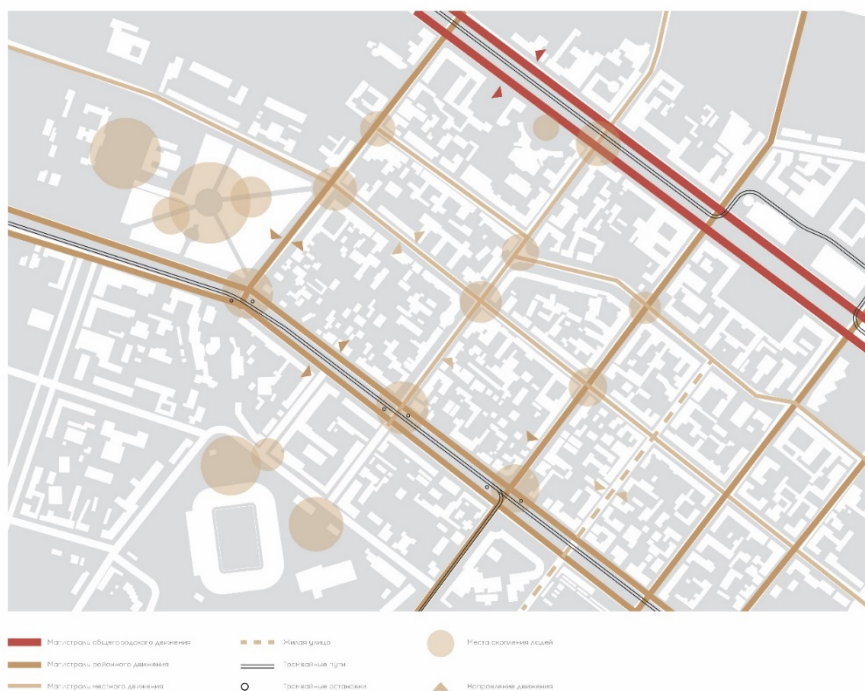 Магистраль общегородского движения
Жилая улица
Места скопления людей
Магистраль районного движения
Трамвайные пути
Магистраль местного движения
Трамвайные остановки
Направление движения